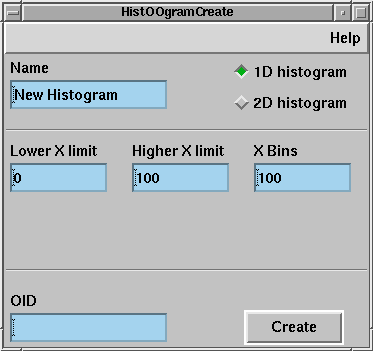 HistOOgramCreate
Help
Name
1D histogram
New Histogram
2D histogram
Lower X limit Higher X limit X Bins
0 100 100
OID
Create